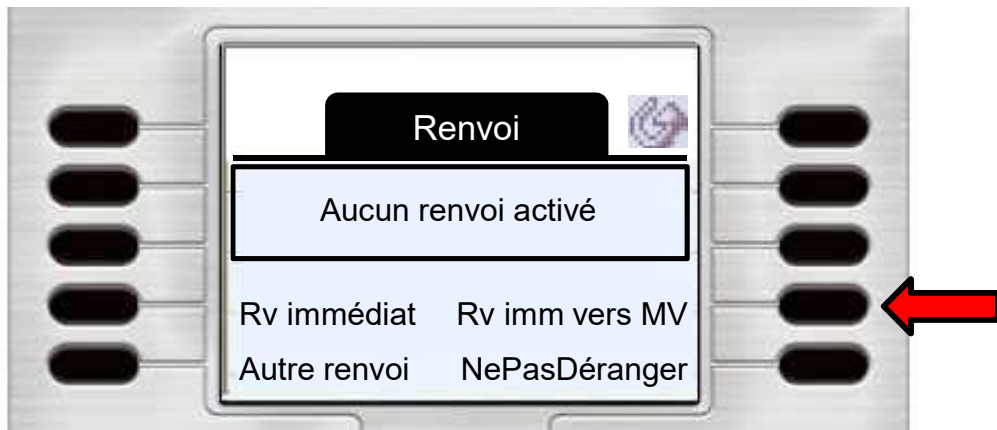 Renvoi
Aucun renvoi activé
Rv immédiat Rv imm vers MV
Autre renvoi NePasDéranger